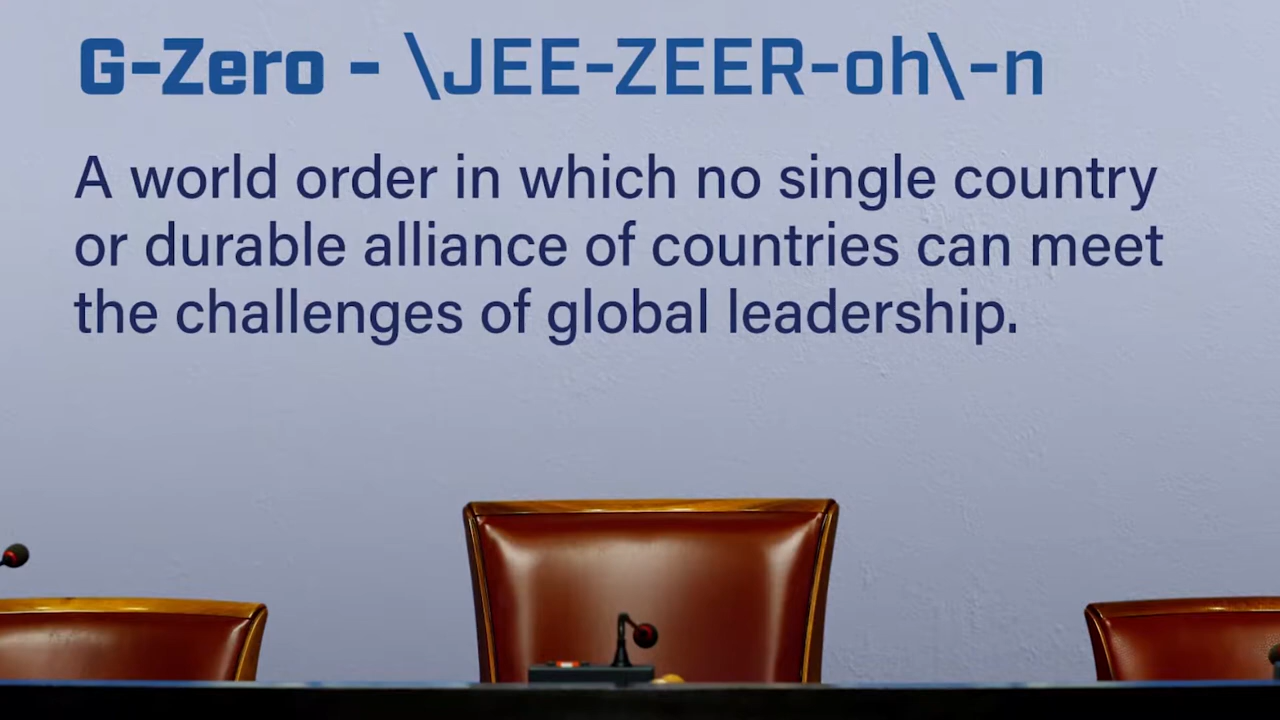 G-Zero - \JEE-ZEER-oh\-n
A world order in which no single country
or durable alliance of countries can meet
the challenges of global leadership.